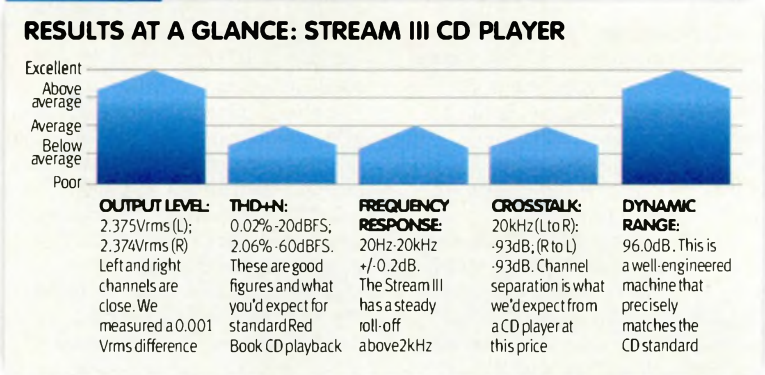 RESULTS AT A GLANCE: STREAM III CD PLAYER
Excellent
Above
average
Average
Below
average
Poor
OUTPUT LEVEL:
2.375Vrms (L);
2.374Vrms (R)
Left and right
channels are
close. We
measured a 0.001
Vrms difference
THD+N:
0.02% -20dBFS;
2.06% -60dBFS.
These are good
figures and what
you'd expect for
standard Red
Book CD playback
FREQUENCY
RESPONSE:
20Hz-20kHz
+/-0.2dB.
The Stream III
has a steady
roll-off
above 2kHz
CROSSTALK:
20kHz (L to R):
-93dB; (R to L)
-93dB. Channel
separation is what
we'd expect from
a CD player at
this price
DYNAMIC
RANGE:
96.0dB. This is
a well-engineered
machine that
precisely
matches the
CD standard